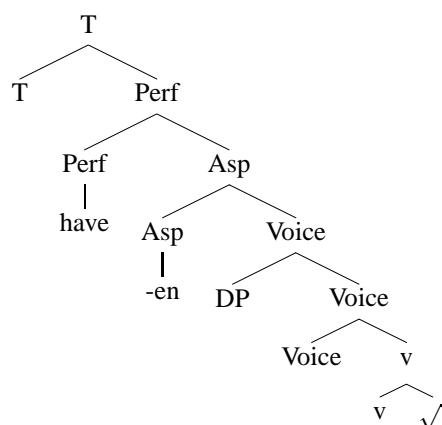 T
T Perf
Perf Asp
have Asp Voice
-en DP Voice
Voice v
v √